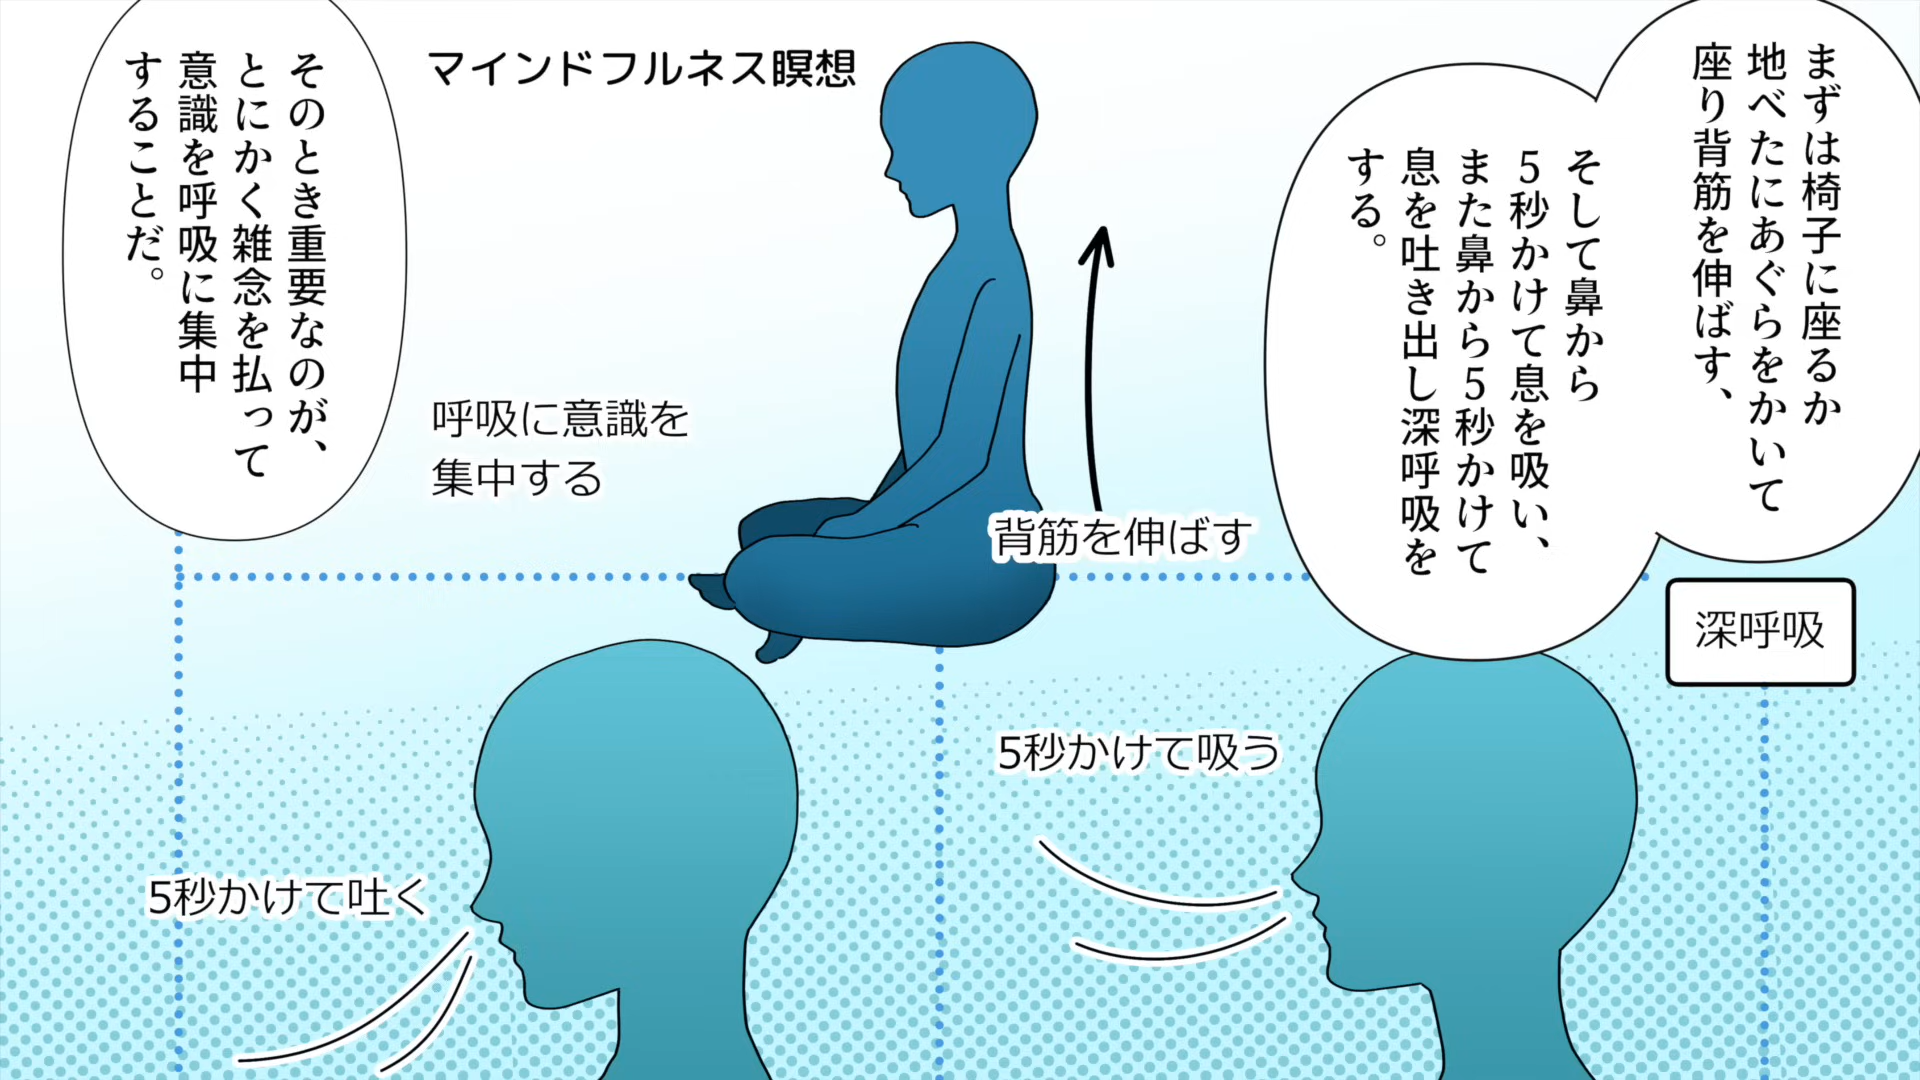 まずは椅子に座るか
地べたにあぐらをかいて
座り背筋を伸ばす、
そして鼻から
5秒かけて息を吸い、
また鼻から5秒かけて
息を吐き出し深呼吸を
する。
深呼吸
マインドフルネス瞑想
背筋を伸ばす
呼吸に意識を
集中する
5秒かけて吸う
5秒かけて吐く
そのとき重要なのが、
とにかく雑念を払って
意識を呼吸に集中
することだ。